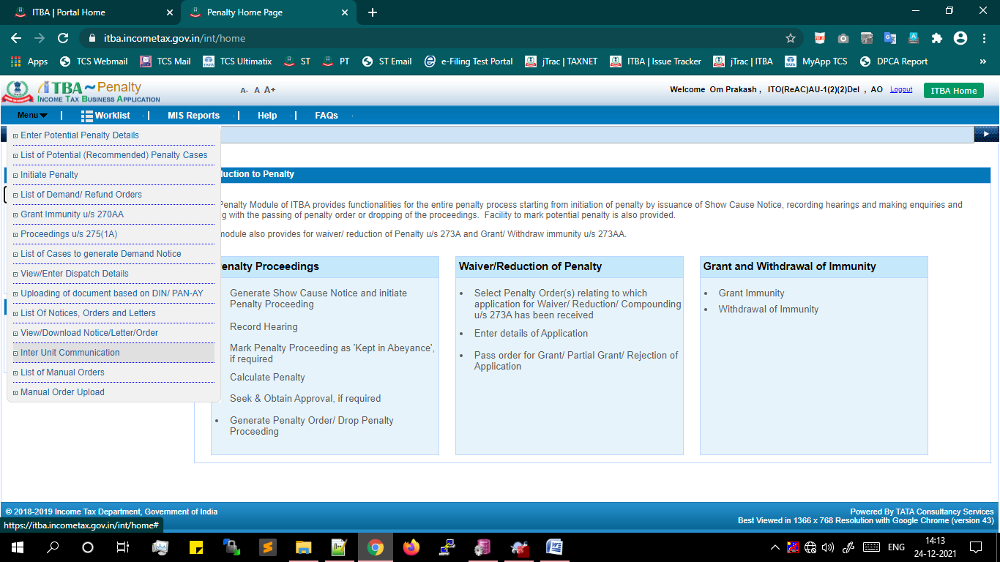 ITBA | Portal Home
Penalty Home Page
itba.incometax.gov.in/int/home
Apps
TCS Webmail
TCS Mail
TCS Ultimatix
ST
PT
ST Email
e-Filing Test Portal
jTrac | TAXNET
ITBA | Issue Tracker
jTrac | ITBA
MyApp TCS
DPCA Report
»
ITBA ~ Penalty
INCOME TAX BUSINESS APPLICATION
A- A A+
Welcome Om Prakash , ITO(ReAC)AU-1(2)(2)Del , AO Logout ITBA Home
Menu | Worklist | MIS Reports | Help | FAQs
Enter Potential Penalty Details
List of Potential (Recommended) Penalty Cases
Initiate Penalty
List of Demand/ Refund Orders
Grant Immunity u/s 270AA
Proceedings u/s 275(1A)
List of Cases to generate Demand Notice
View/Enter Dispatch Details
Uploading of document based on DIN/ PAN-AY
List Of Notices, Orders and Letters
View/Download Notice/Letter/Order
Inter Unit Communication
List of Manual Orders
Manual Order Upload
uction to Penalty
Penalty Module of ITBA provides functionalities for the entire penalty process starting from initiation of penalty by issuance of Show Cause Notice, recording hearings and making enquiries and
g with the passing of penalty order or dropping of the proceedings. Facility to mark potential penalty is also provided.
module also provides for waiver/ reduction of Penalty u/s 273A and Grant/ Withdraw immunity u/s 273AA.
enalty Proceedings
Generate Show Cause Notice and initiate
Penalty Proceeding
Record Hearing
Mark Penalty Proceeding as 'Kept in Abeyance',
if required
Calculate Penalty
Seek & Obtain Approval, if required
• Generate Penalty Order/ Drop Penalty
Proceeding
Waiver/Reduction of Penalty
• Select Penalty Order(s) relating to which
application for Waiver/ Reduction/ Compounding
u/s 273A has been received
• Enter details of Application
• Pass order for Grant/ Partial Grant/ Rejection of
Application
Grant and Withdrawal of Immunity
• Grant Immunity
• Withdrawal of Immunity
© 2018-2019 Income Tax Department, Government of India
Powered By TATA Consultancy Services
Best Viewed in 1366 x 768 Resolution with Google Chrome (version 43)
https://itba.incometax.gov.in/int/home#
ENG
14:13
24-12-2021